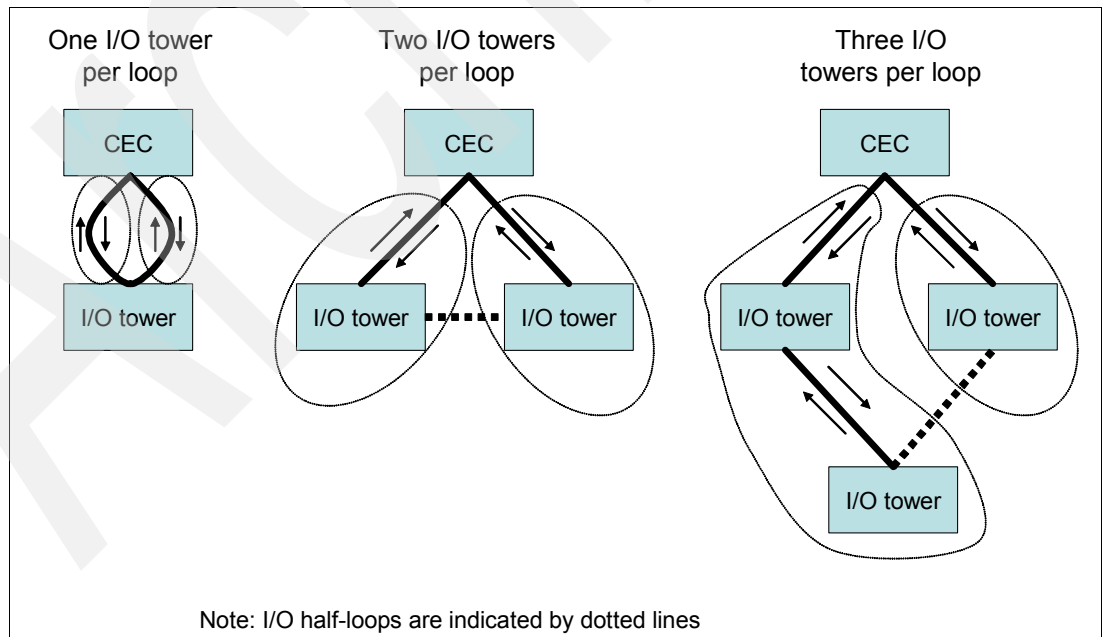 One I/O tower
per loop
Two I/O towers
per loop
Three I/O
towers per loop
CEC
CEC
CEC
I/O tower
I/O tower
I/O tower
I/O tower
I/O tower
I/O tower
Note: I/O half-loops are indicated by dotted lines